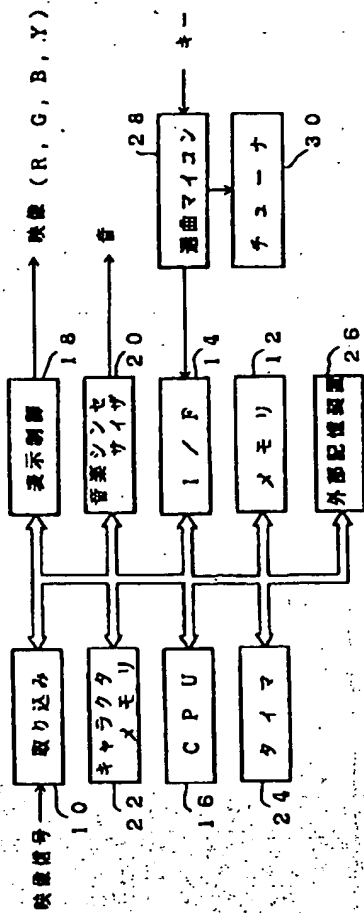 映像信号
取り込み
10
表示制御
18
映像 (R, G, B, Y)
キャラクタ
メモリ
22
音楽シンセ
サイザ
20
音
CPU
16
I/F
14
選曲マイコン
28
キー
タイマ
24
メモリ
12
チューナ
30
外部記憶装置
26